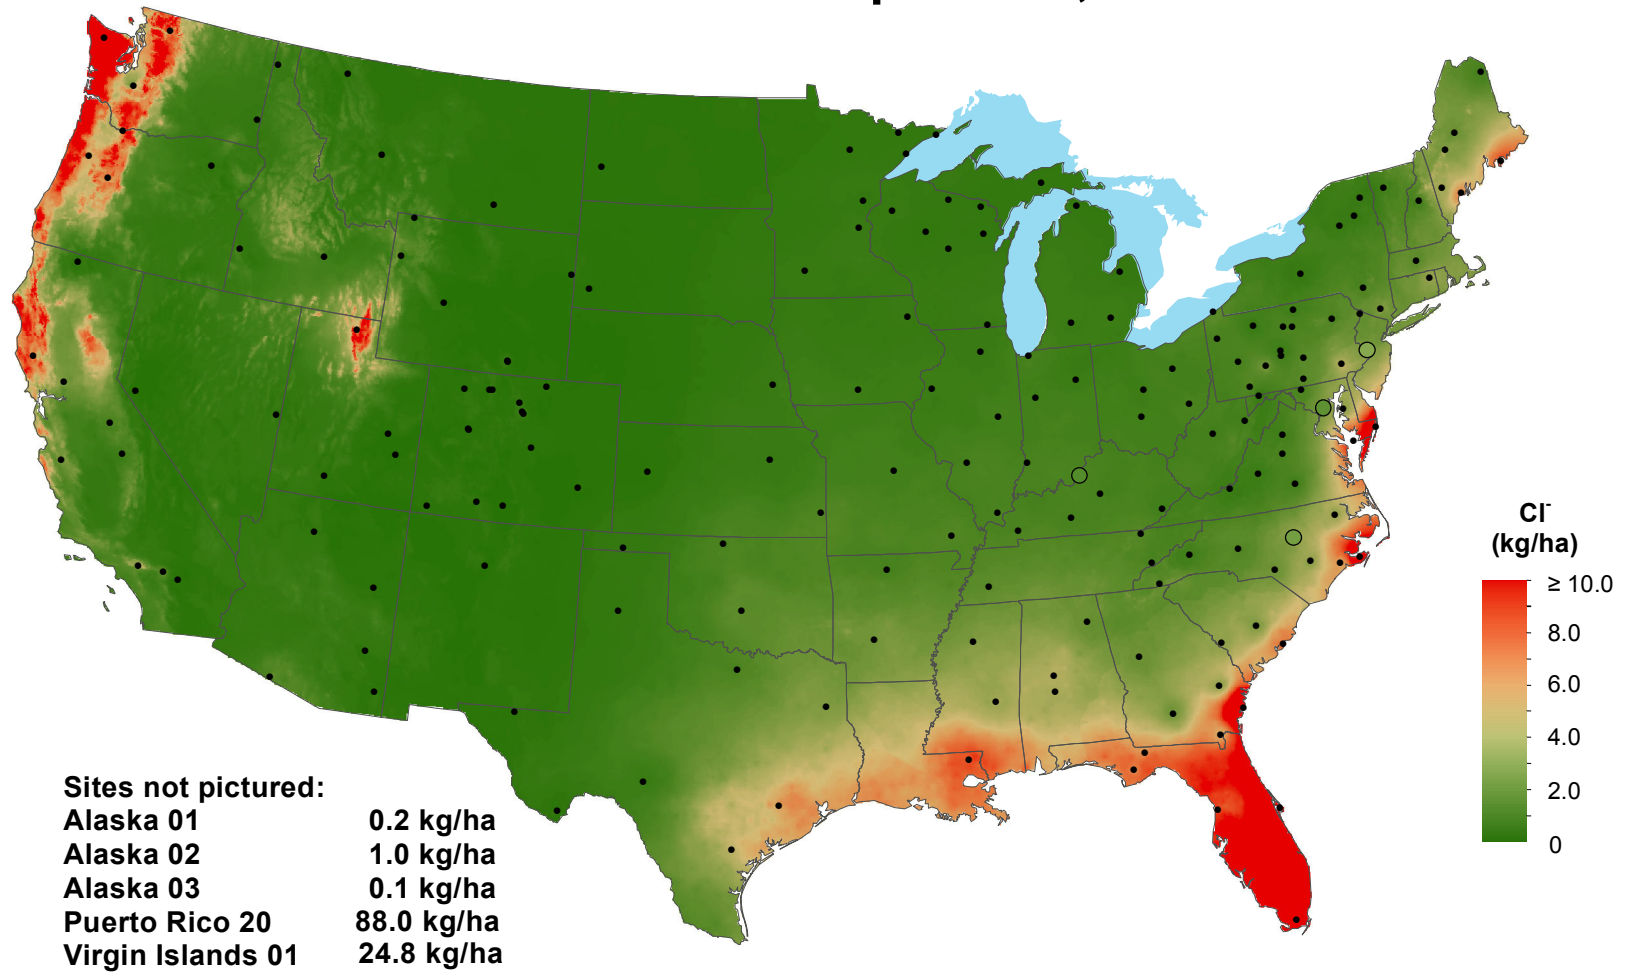 Cl⁻
(kg/ha)
≥ 10.0
8.0
6.0
4.0
2.0
0
Sites not pictured:
Alaska 01 0.2 kg/ha
Alaska 02 1.0 kg/ha
Alaska 03 0.1 kg/ha
Puerto Rico 20 88.0 kg/ha
Virgin Islands 01 24.8 kg/ha